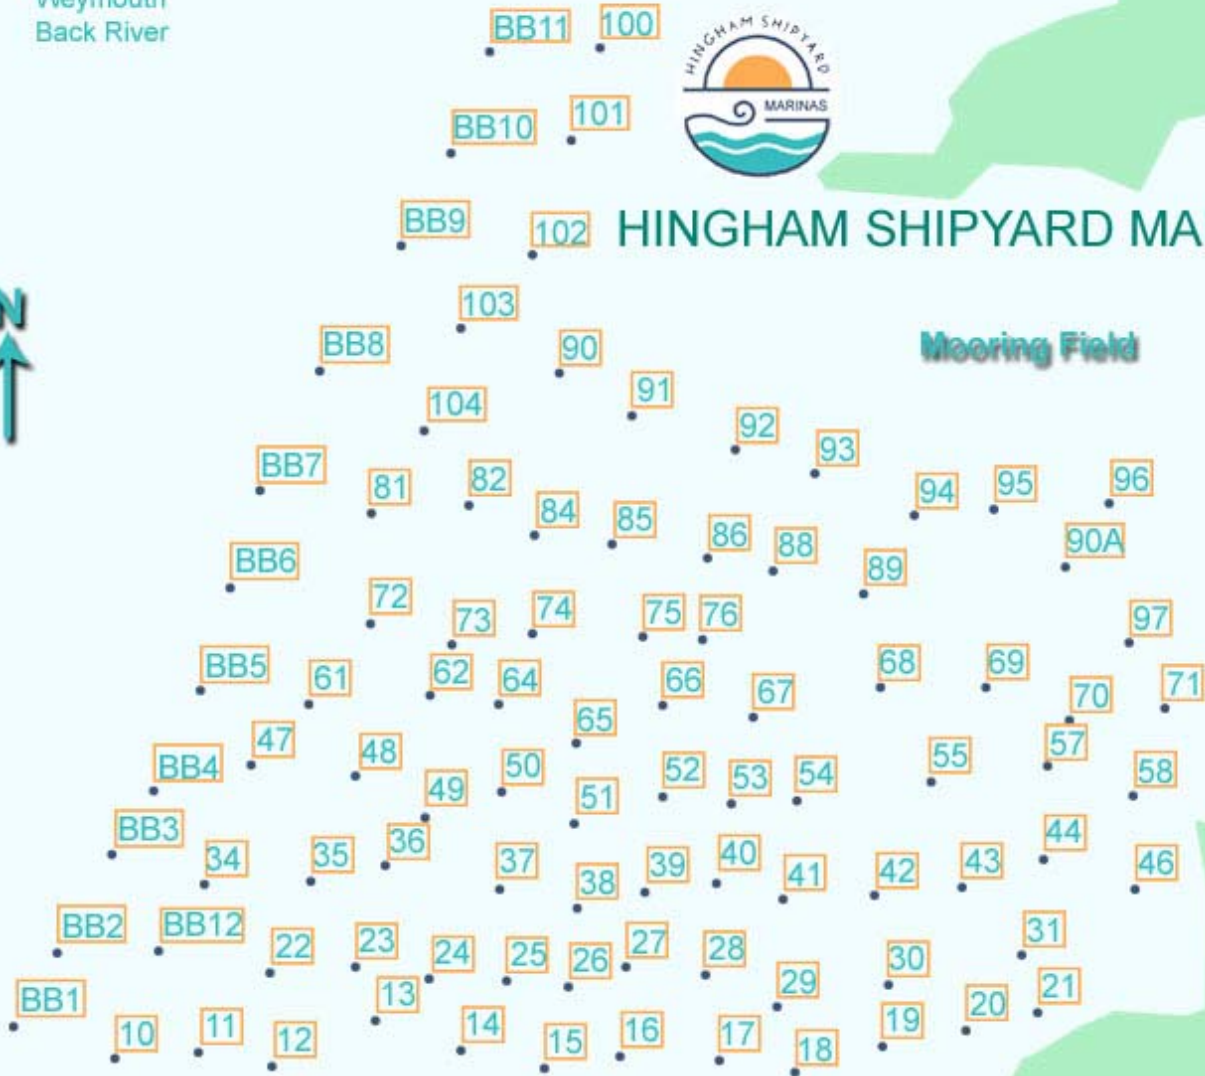 Weymouth
Back River
BB11 100
HINGHAM SHIPYARD
MARINAS
BB10 101
BB9 102 HINGHAM SHIPYARD MA
103
N
BB8 90 Mooring Field
104 91
92
93
BB7 81 82 94 95 96
84 85 86 88 90A
BB6 89
72 73 74 75 76 97
BB5 61 62 64 66 67 68 69 70 71
65
BB4 47 48 49 50 51 52 53 54 55 57 58
BB3 34 35 36 37 38 39 40 41 42 43 44 46
BB2 BB12 22 23 24 25 26 27 28 29 30 31
BB1 10 11 12 13 14 15 16 17 18 19 20 21